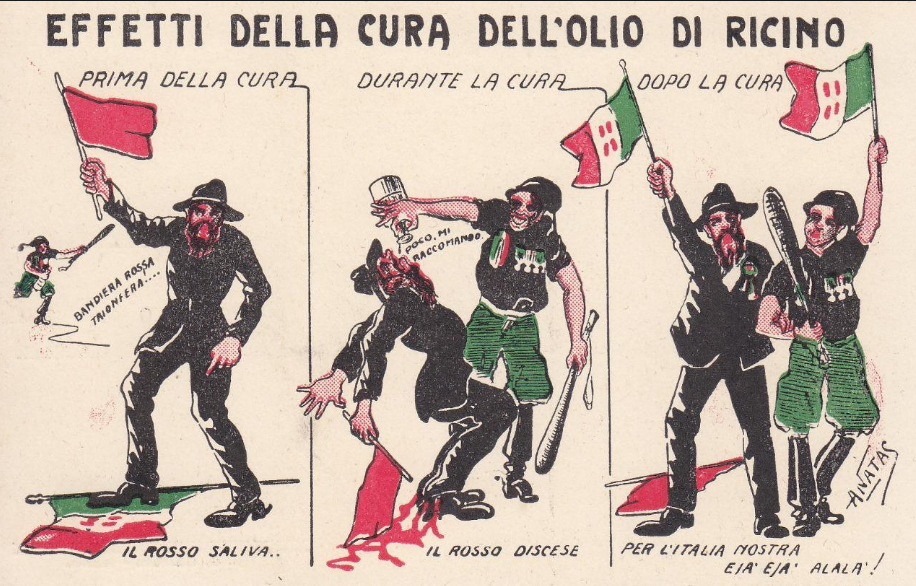 EFFETTI DELLA CURA DELL'OLIO DI RICINO
PRIMA DELLA CURA
BANDIERA ROSSA
TRIONFERA....
IL ROSSO SALIVA..
DURANTE LA CURA
POCO, MI
RACCOMANDO.
IL ROSSO DISCESE
DOPO LA CURA
PER L'ITALIA NOSTRA
EJA' EJA' ALALA'!
ANATAS